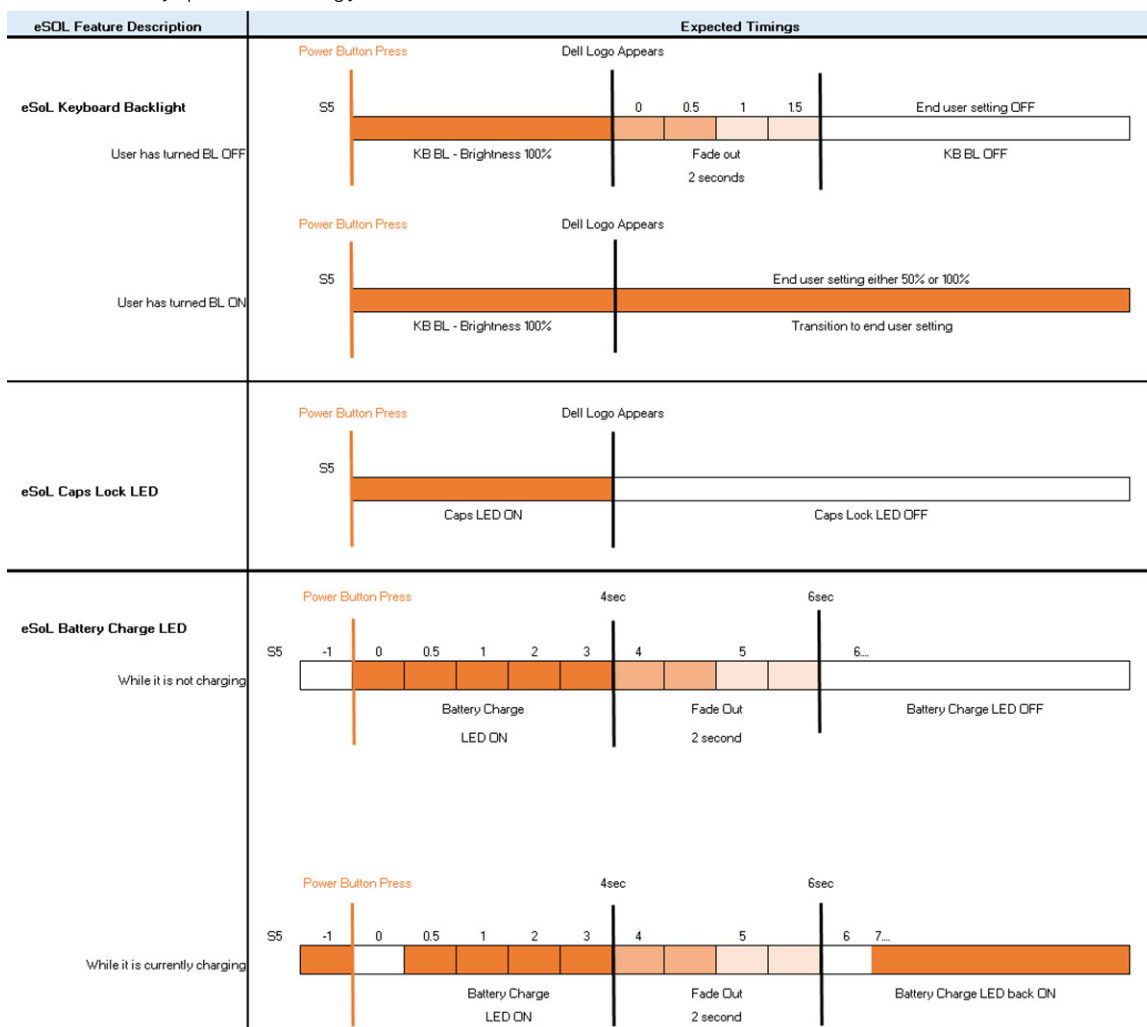 eSOL Feature Description Expected Timings
Power Button Press Dell Logo Appears
eSoL Keyboard Backlight S5 0 0.5 1 1.5 End user setting OFF
User has turned BL OFF KB BL - Brightness 100% Fade out KB BL OFF
2 seconds
Power Button Press Dell Logo Appears
S5 End user setting either 50% or 100%
User has turned BL ON
KB BL - Brightness 100% Transition to end user setting
Power Button Press Dell Logo Appears
S5
eSoL Caps Lock LED
Caps LED ON Caps Lock LED OFF
Power Button Press 4sec 6sec
eSoL Battery Charge LED
S5 -1 0 0.5 1 2 3 4 5 6...
While it is not charging
Battery Charge Fade Out Battery Charge LED OFF
LED ON 2 second
Power Button Press 4sec 6sec
S5 -1 0 0.5 1 2 3 4 5 6 7...
While it is currently charging
Battery Charge Fade Out Battery Charge LED back ON
LED ON 2 second